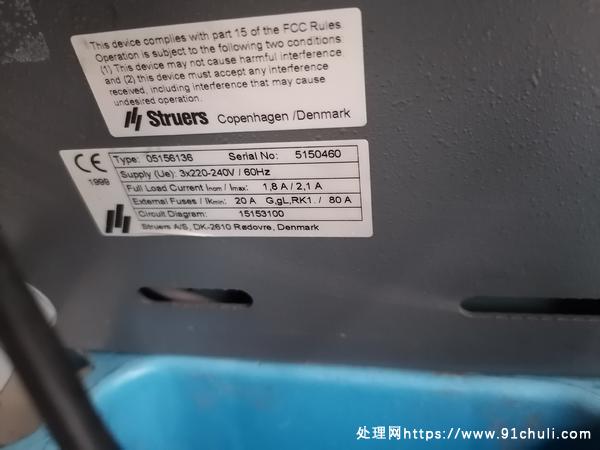 This device complies with part 15 of the FCC Rules.
Operation is subject to the following two conditions
(1) This device may not cause harmful interference,
and (2) this device must accept any interference
received, including interference that may cause
undesired operation.
Struers Copenhagen /Denmark
CE Type: 05156136 Serial No: 5150460
1999 Supply (Ue): 3x220-240V / 60Hz
Full Load Current Inom / Imax: 1,8 A / 2,1 A
External Fuses / IKmin: 20 A G,gL,RK1. / 80 A
Circuit Diagram: 15153100
Struers A/S, DK-2610 Rødovre, Denmark
处理网https://www.91chuli.com/